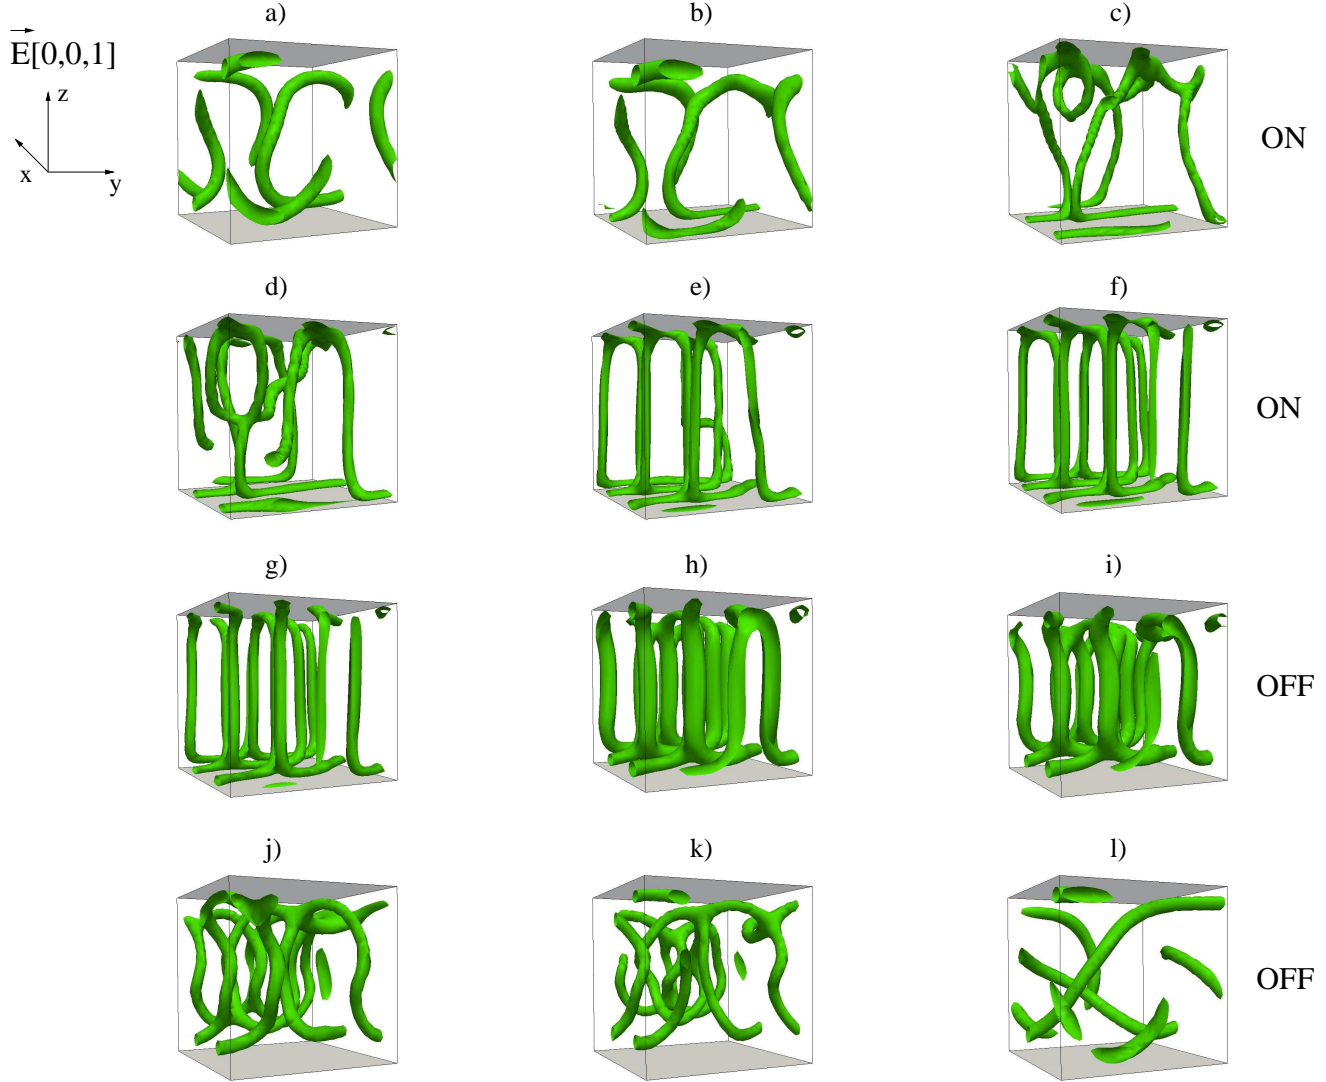 a)
b)
c)
E[0,0,1]
z
x
y
ON
d)
e)
f)
ON
g)
h)
i)
OFF
j)
k)
l)
OFF